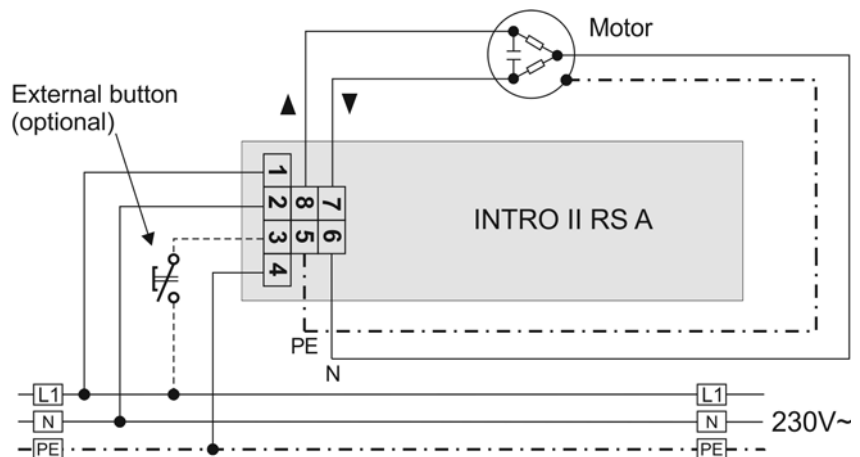 Motor
External button
(optional)
1
2 8 7
3 5 6
4
INTRO II RS A
PE
N
L1 L1
N N 230V~
PE PE